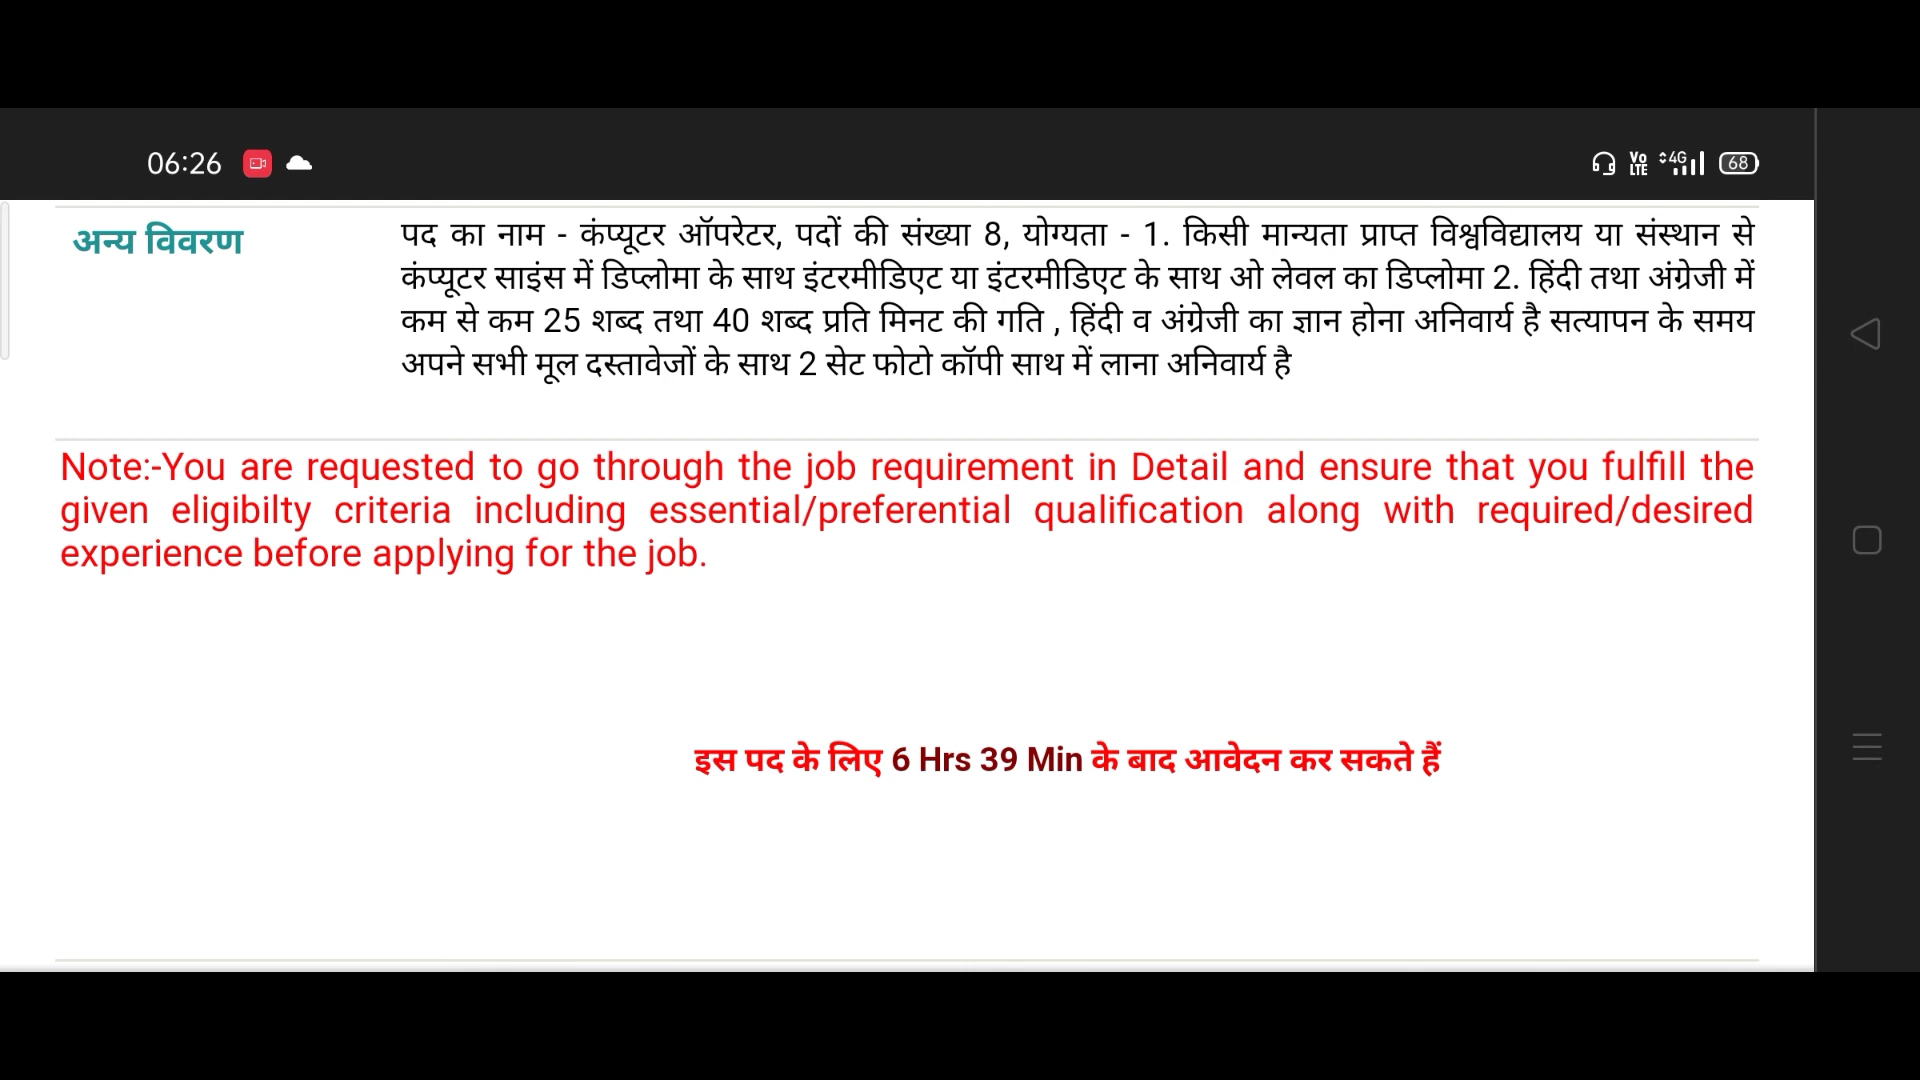 06:26
Vo LTE 4G 68
अन्य विवरण
पद का नाम - कंप्यूटर ऑपरेटर, पदों की संख्या 8, योग्यता - 1. किसी मान्यता प्राप्त विश्वविद्यालय या संस्थान से
कंप्यूटर साइंस में डिप्लोमा के साथ इंटरमीडिएट या इंटरमीडिएट के साथ ओ लेवल का डिप्लोमा 2. हिंदी तथा अंग्रेजी में
कम से कम 25 शब्द तथा 40 शब्द प्रति मिनट की गति , हिंदी व अंग्रेजी का ज्ञान होना अनिवार्य है सत्यापन के समय
अपने सभी मूल दस्तावेजों के साथ 2 सेट फोटो कॉपी साथ में लाना अनिवार्य है
Note:-You are requested to go through the job requirement in Detail and ensure that you fulfill the
given eligibilty criteria including essential/preferential qualification along with required/desired
experience before applying for the job.
इस पद के लिए 6 Hrs 39 Min के बाद आवेदन कर सकते हैं